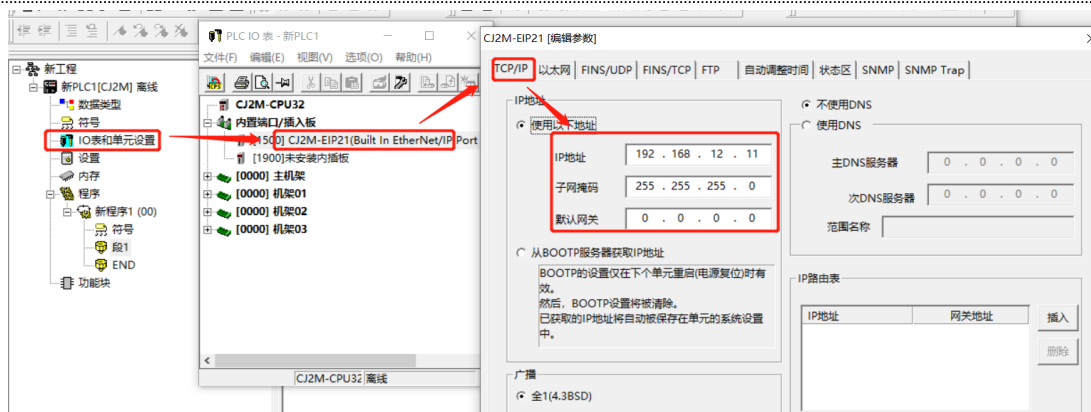 PLC IO 表 - 新PLC1
文件(F) 编辑(E) 视图(V) 选项(O) 帮助(H)
新工程
新PLC1[CJ2M] 离线
数据类型
符号
IO表和单元设置
设置
内存
程序
新程序1 (00)
符号
段1
END
功能块
CJ2M-CPU32
内置端口/插入板
[1500] CJ2M-EIP21(Built In EtherNet/IP Port
[1900]未安装内插板
[0000] 主机架
[0000] 机架01
[0000] 机架02
[0000] 机架03
CJ2M-CPU32 离线
CJ2M-EIP21 [编辑参数]
TCP/IP 以太网 FINS/UDP FINS/TCP FTP 自动调整时间 状态区 SNMP SNMP Trap
IP地址
使用以下地址
IP地址 192 . 168 . 12 . 11
子网掩码 255 . 255 . 255 . 0
默认网关 0 . 0 . 0 . 0
从BOOTP服务器获取IP地址
BOOTP的设置仅在下个单元重启(电源复位)时有
效。
然后，BOOTP设置将被清除。
已获取的IP地址将自动被保存在单元的系统设置
中。
广播
全1(4.3BSD)
不使用DNS
使用DNS
主DNS服务器 0 . 0 . 0 . 0
次DNS服务器 0 . 0 . 0 . 0
范围名称
IP路由表
IP地址 网关地址
插入
删除